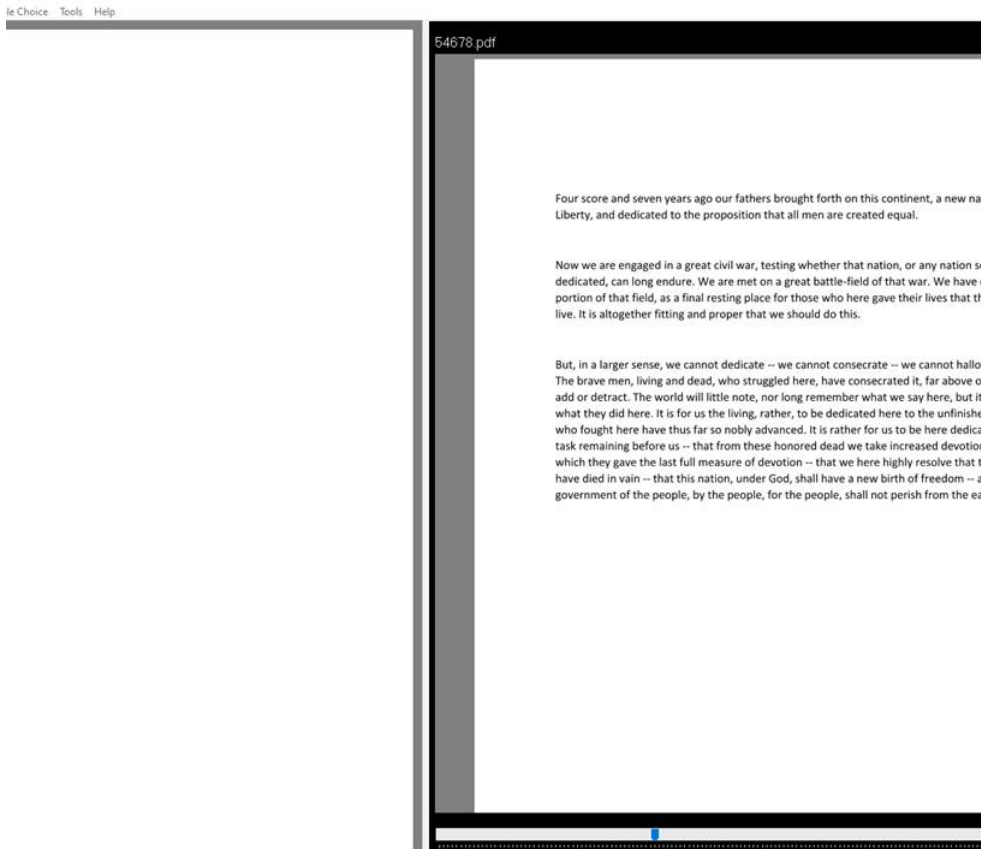 le Choice Tools Help
54678.pdf
Four score and seven years ago our fathers brought forth on this continent, a new na
Liberty, and dedicated to the proposition that all men are created equal.
Now we are engaged in a great civil war, testing whether that nation, or any nation s
dedicated, can long endure. We are met on a great battle-field of that war. We have
portion of that field, as a final resting place for those who here gave their lives that th
live. It is altogether fitting and proper that we should do this.
But, in a larger sense, we cannot dedicate -- we cannot consecrate -- we cannot hallo
The brave men, living and dead, who struggled here, have consecrated it, far above o
add or detract. The world will little note, nor long remember what we say here, but it
what they did here. It is for us the living, rather, to be dedicated here to the unfinishe
who fought here have thus far so nobly advanced. It is rather for us to be here dedica
task remaining before us -- that from these honored dead we take increased devotion
which they gave the last full measure of devotion -- that we here highly resolve that t
have died in vain -- that this nation, under God, shall have a new birth of freedom -- a
government of the people, by the people, for the people, shall not perish from the ea